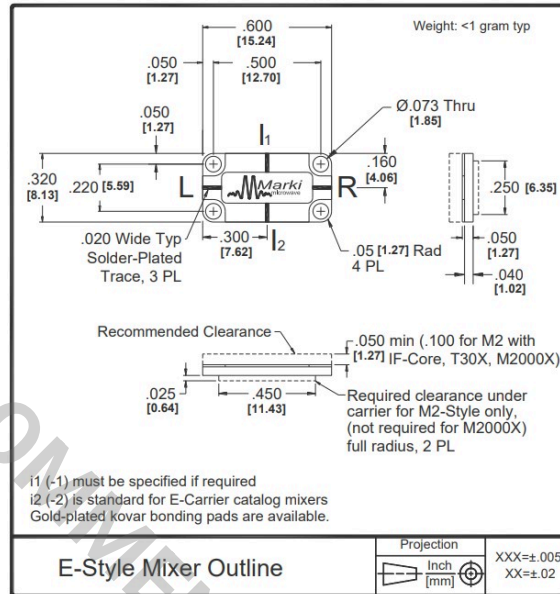 Weight: <1 gram typ
.600
[15.24]
.050
[1.27]
.500
[12.70]
.050
[1.27]
Ø.073 Thru
[1.85]
I1
.320
[8.13]
.220 [5.59]
L
Marki
microwave
R
.160
[4.06]
.250 [6.35]
.020 Wide Typ
Solder-Plated
Trace, 3 PL
.300
[7.62]
I2
.05 [1.27] Rad
4 PL
.050
[1.27]
.040
[1.02]
Recommended Clearance
.050 min (.100 for M2 with
[1.27] IF-Core, T30X, M2000X)
.025
[0.64]
.450
[11.43]
Required clearance under
carrier for M2-Style only,
(not required for M2000X)
full radius, 2 PL
i1 (-1) must be specified if required
i2 (-2) is standard for E-Carrier catalog mixers
Gold-plated kovar bonding pads are available.
E-Style Mixer Outline
Projection
Inch
[mm]
XXX=±.005
XX=±.02
OMMEN